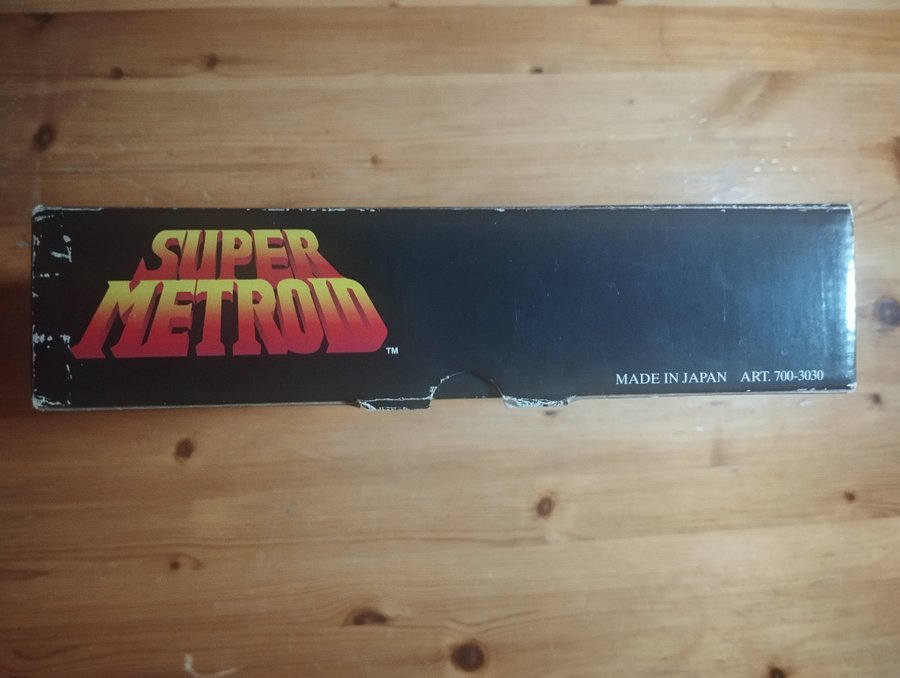 SUPER
METROID
TM
MADE IN JAPAN ART. 700-3030